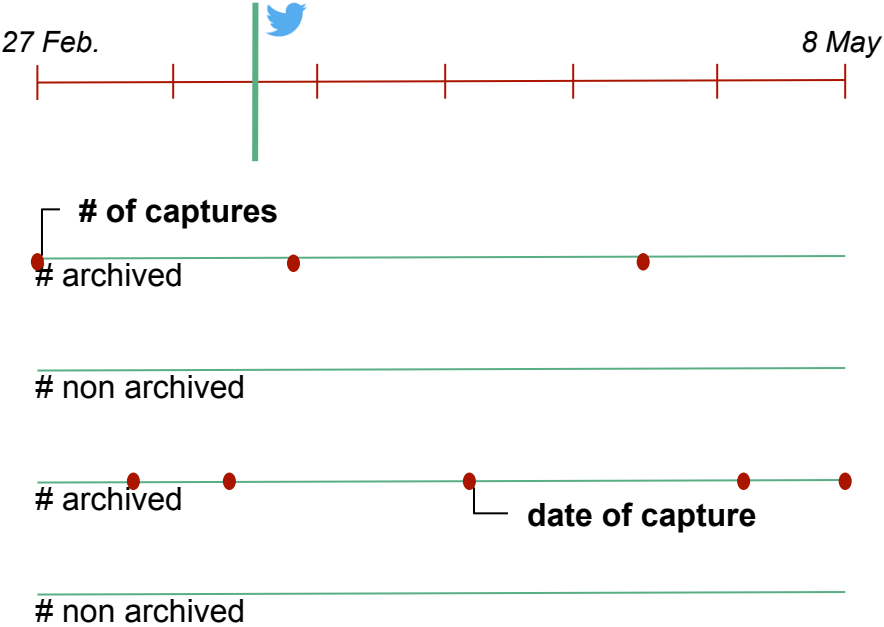 27 Feb.
8 May
# of captures
# archived
# non archived
# archived
date of capture
# non archived